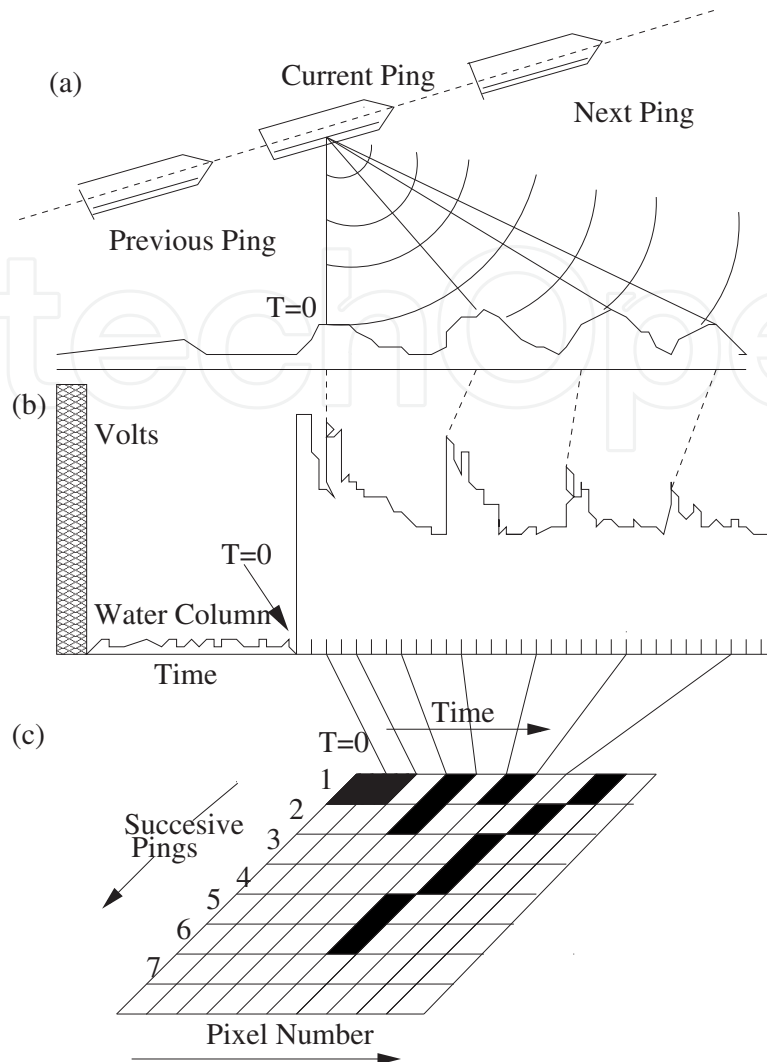 (a)
Current Ping
Next Ping
Previous Ping
T=0
(b)
Volts
T=0
Water Column
Time
Time
(c)
T=0
1
2
3
4
5
6
7
Succesive
Pings
Pixel Number
techOpe